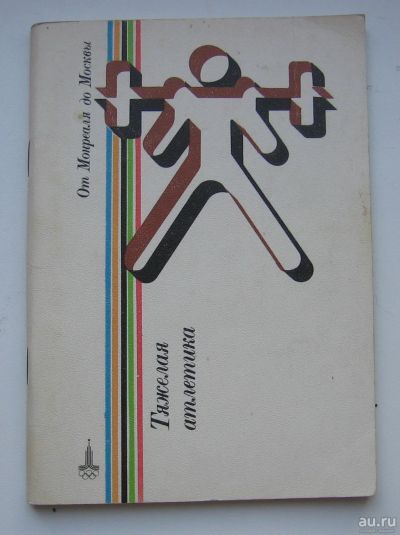 От Монреаля до Москвы
Тяжелая
атлетика
au.ru